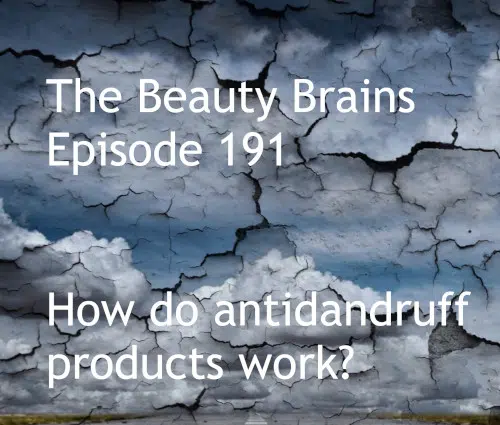 The Beauty Brains
Episode 191
How do antidandruff
products work?